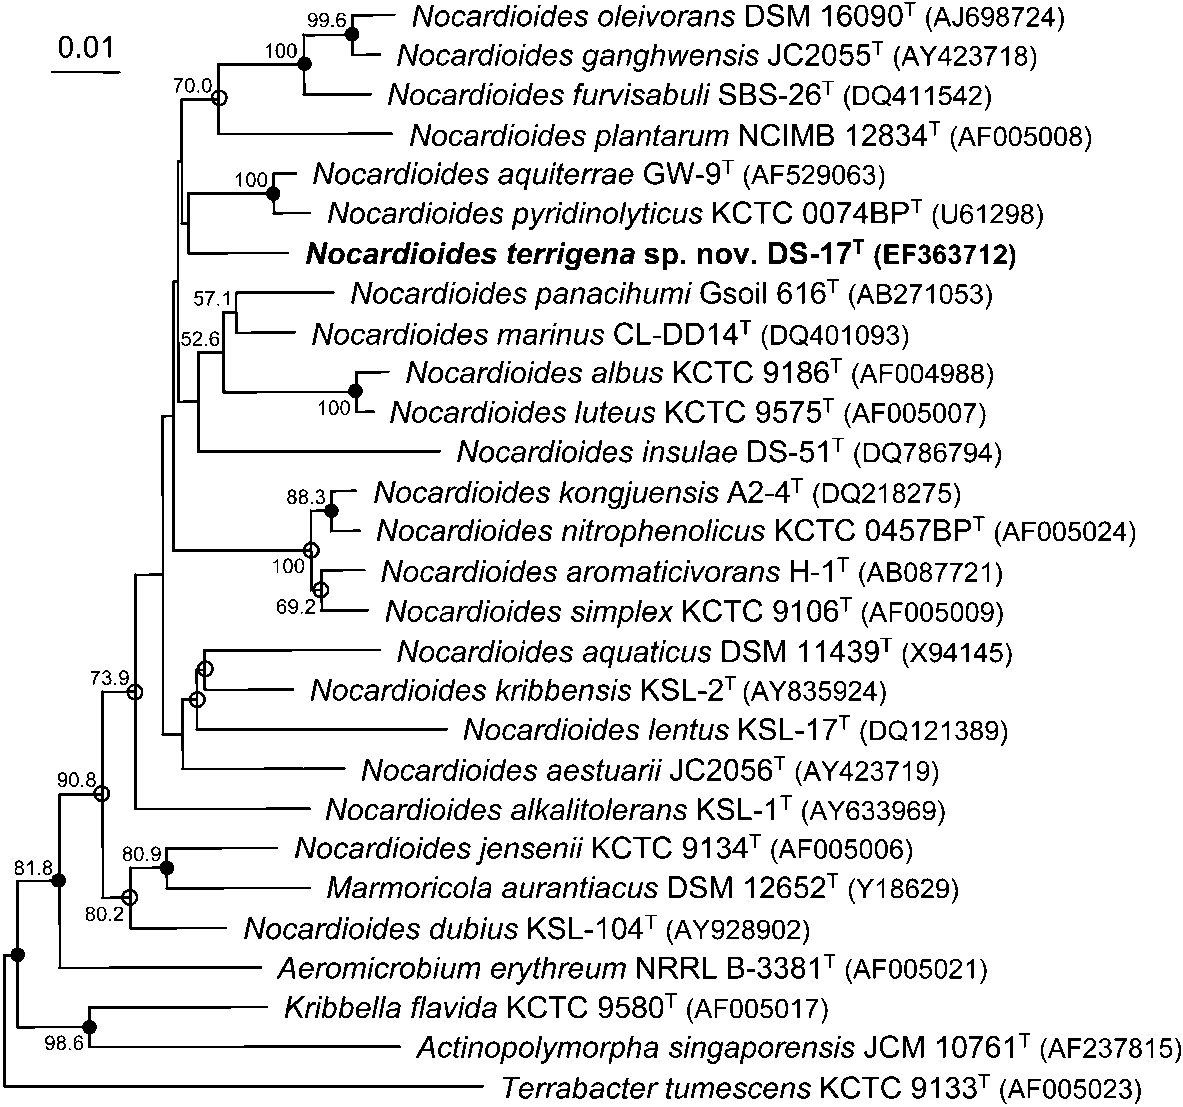 99.6 Nocardioides oleivorans DSM 16090T (AJ698724)
0.01
100 Nocardioides ganghwensis JC2055T (AY423718)
70.0 Nocardioides furvisabuli SBS-26T (DQ411542)
Nocardioides plantarum NCIMB 12834T (AF005008)
100 Nocardioides aquiterrae GW-9T (AF529063)
Nocardioides pyridinolyticus KCTC 0074BPT (U61298)
Nocardioides terrigena sp. nov. DS-17T (EF363712)
57.1 Nocardioides panacihumi Gsoil 616T (AB271053)
52.6 Nocardioides marinus CL-DD14T (DQ401093)
Nocardioides albus KCTC 9186T (AF004988)
100 Nocardioides luteus KCTC 9575T (AF005007)
Nocardioides insulae DS-51T (DQ786794)
88.3 Nocardioides kongjuensis A2-4T (DQ218275)
Nocardioides nitrophenolicus KCTC 0457BPT (AF005024)
100 Nocardioides aromaticivorans H-1T (AB087721)
69.2 Nocardioides simplex KCTC 9106T (AF005009)
Nocardioides aquaticus DSM 11439T (X94145)
73.9 Nocardioides kribbensis KSL-2T (AY835924)
Nocardioides lentus KSL-17T (DQ121389)
90.8 Nocardioides aestuarii JC2056T (AY423719)
Nocardioides alkalitolerans KSL-1T (AY633969)
80.9 Nocardioides jensenii KCTC 9134T (AF005006)
81.8 Marmoricola aurantiacus DSM 12652T (Y18629)
80.2 Nocardioides dubius KSL-104T (AY928902)
Aeromicrobium erythreum NRRL B-3381T (AF005021)
Kribbella flavida KCTC 9580T (AF005017)
98.6 Actinopolymorpha singaporensis JCM 10761T (AF237815)
Terrabacter tumescens KCTC 9133T (AF005023)